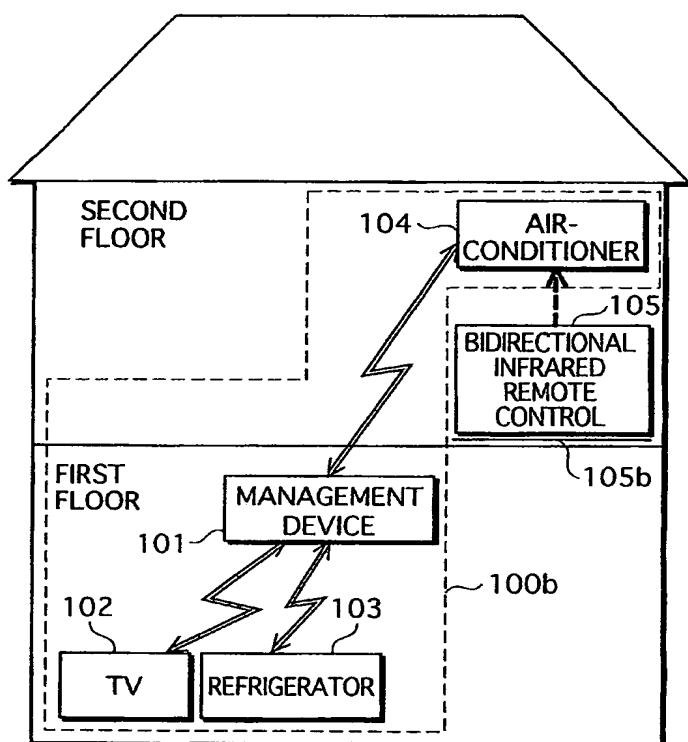 SECOND
FLOOR
104
AIR-
CONDITIONER
105
BIDIRECTIONAL
INFRARED
REMOTE
CONTROL
105b
FIRST
FLOOR
MANAGEMENT
DEVICE
101
100b
102
103
TV
REFRIGERATOR